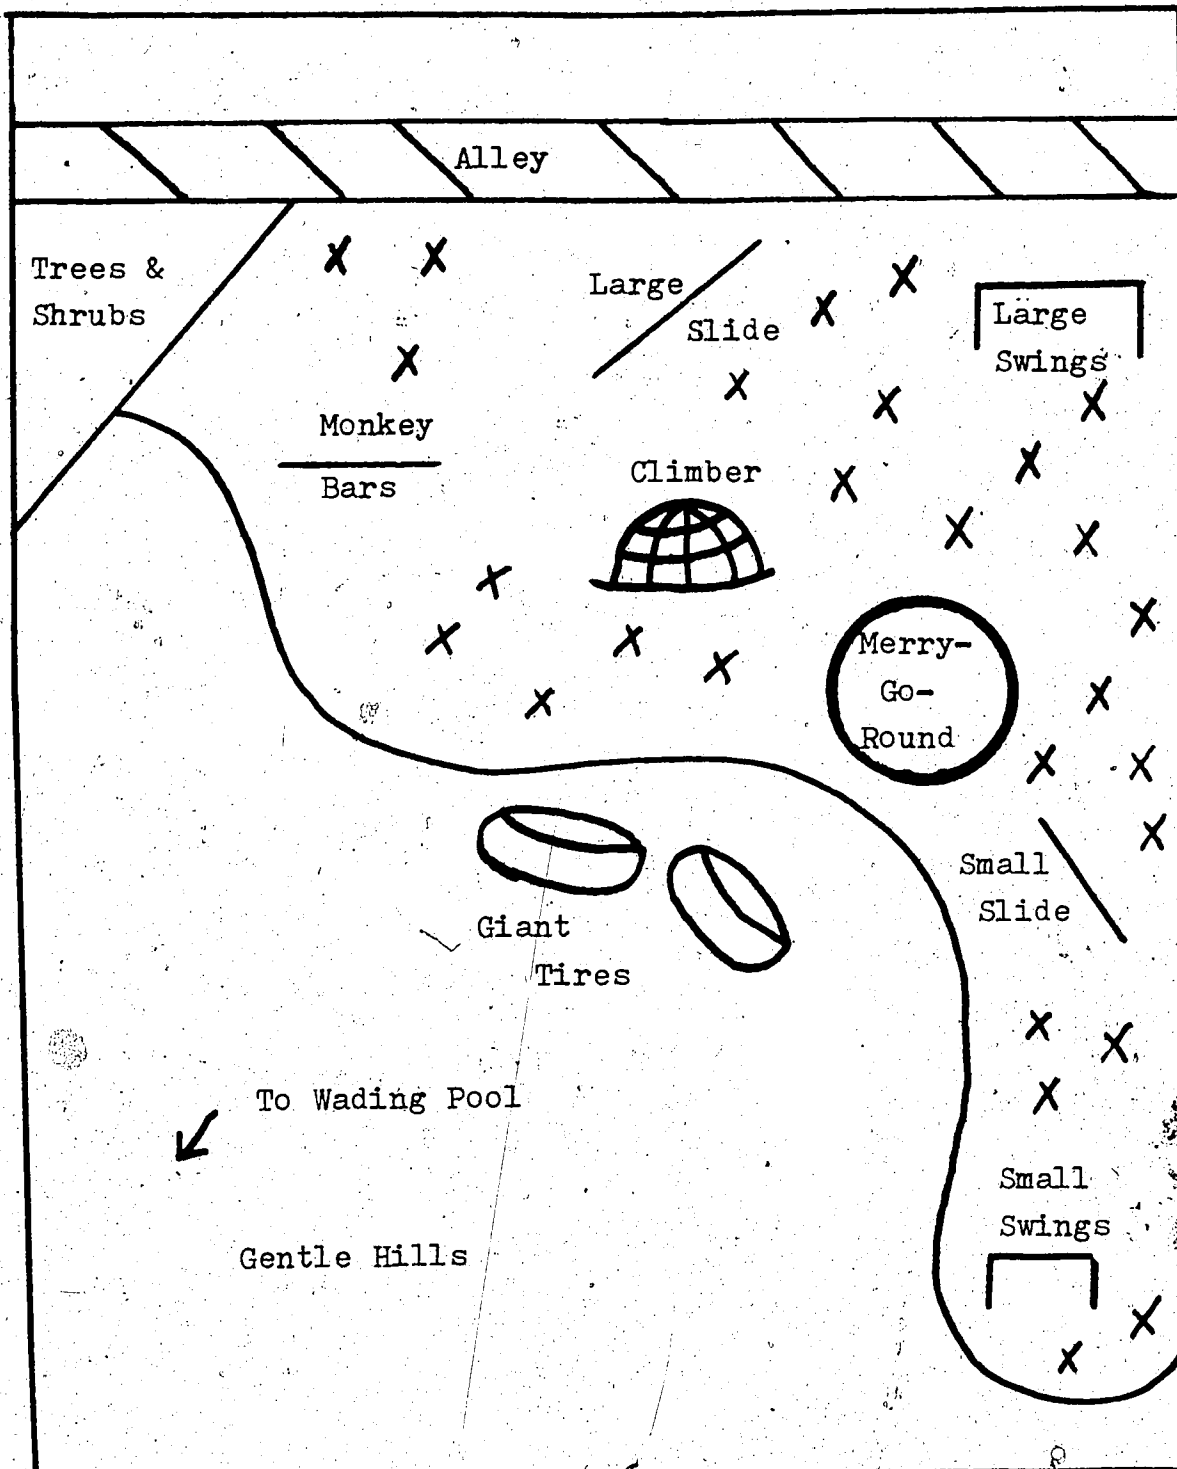 Alley
Trees &
Shrubs
Large
Slide
Large
Swings
Monkey
Bars
Climber
Merry-
Go-
Round
Small
Slide
Giant
Tires
To Wading Pool
Small
Swings
Gentle Hills